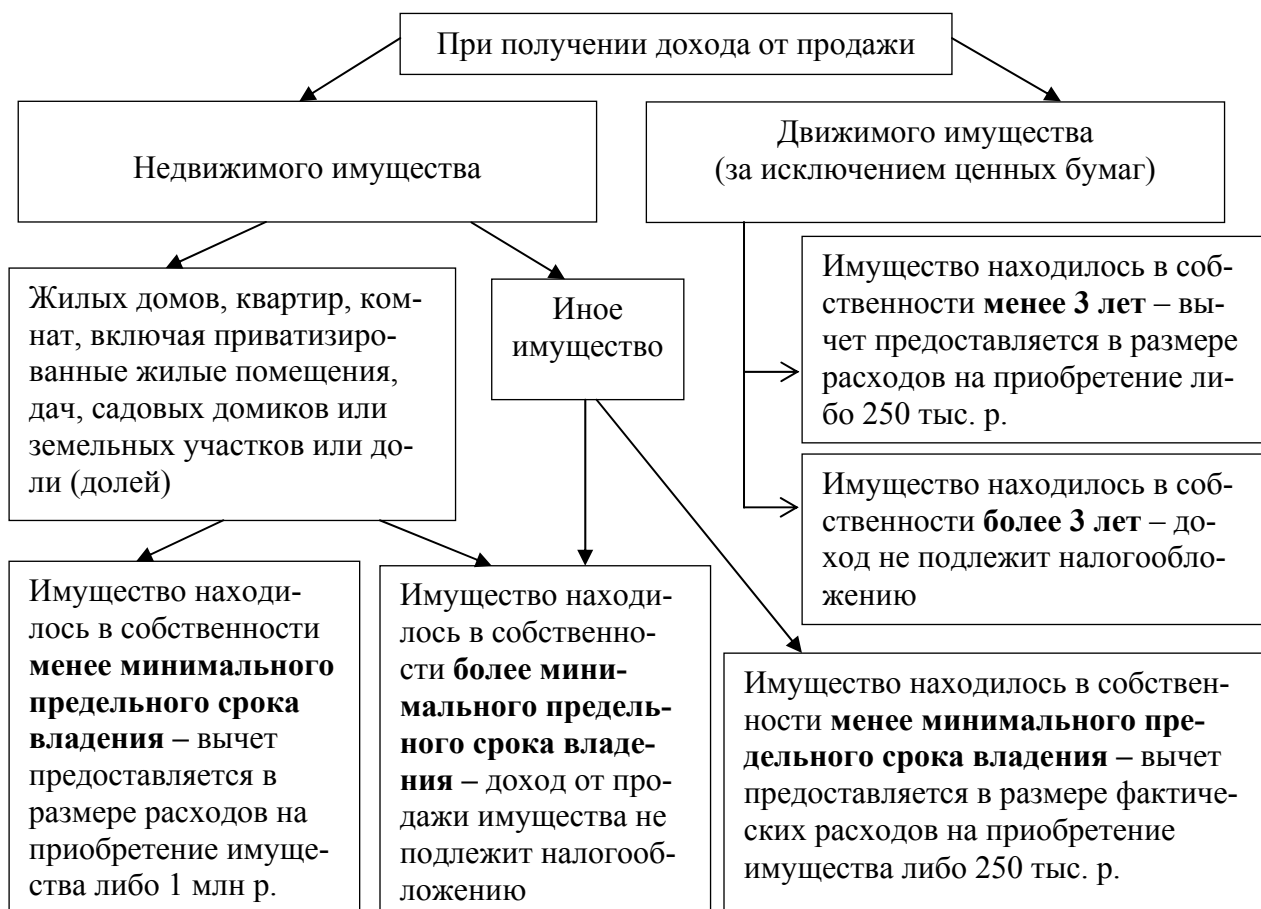 При получении дохода от продажи
Недвижимого имущества
Движимого имущества
(за исключением ценных бумаг)
Жилых домов, квартир, ком-
нат, включая приватизиро-
ванные жилые помещения,
дач, садовых домиков или
земельных участков или до-
ли (долей)
Иное
имущество
Имущество находилось в соб-
ственности менее 3 лет – вы-
чет предоставляется в размере
расходов на приобретение ли-
бо 250 тыс. р.
Имущество находилось в соб-
ственности более 3 лет – до-
ход не подлежит налогообло-
жению
Имущество находи-
лось в собственности
менее минимального
предельного срока
владения – вычет
предоставляется в
размере расходов на
приобретение имуще-
ства либо 1 млн р.
Имущество находи-
лось в собственно-
сти более мини-
мального предель-
ного срока владе-
ния – доход от про-
дажи имущества не
подлежит налогооб-
ложению
Имущество находилось в собствен-
ности менее минимального пре-
дельного срока владения – вычет
предоставляется в размере фактиче-
ских расходов на приобретение
имущества либо 250 тыс. р.